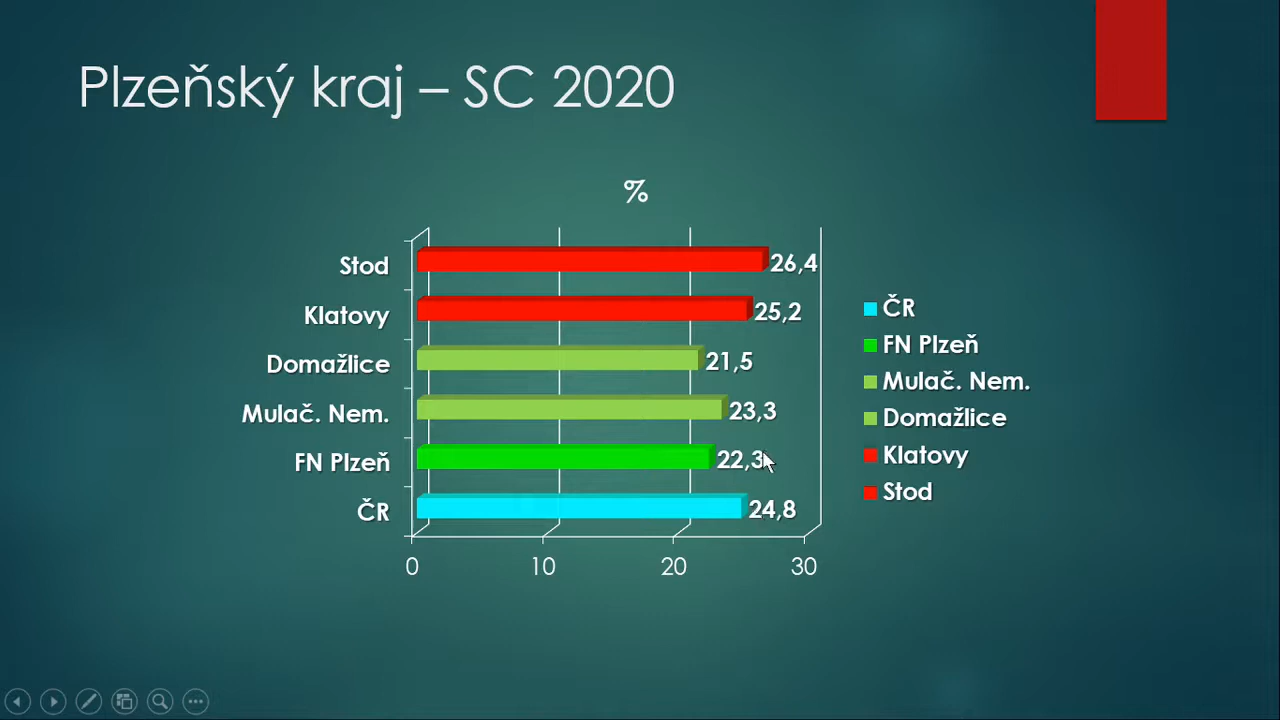 Plzeňský kraj – SC 2020
%
Stod
26,4
Klatovy
25,2
Domažlice
21,5
Mulač. Nem.
23,3
FN Plzeň
22,3
ČR
24,8
0 10 20 30
ČR
FN Plzeň
Mulač. Nem.
Domažlice
Klatovy
Stod